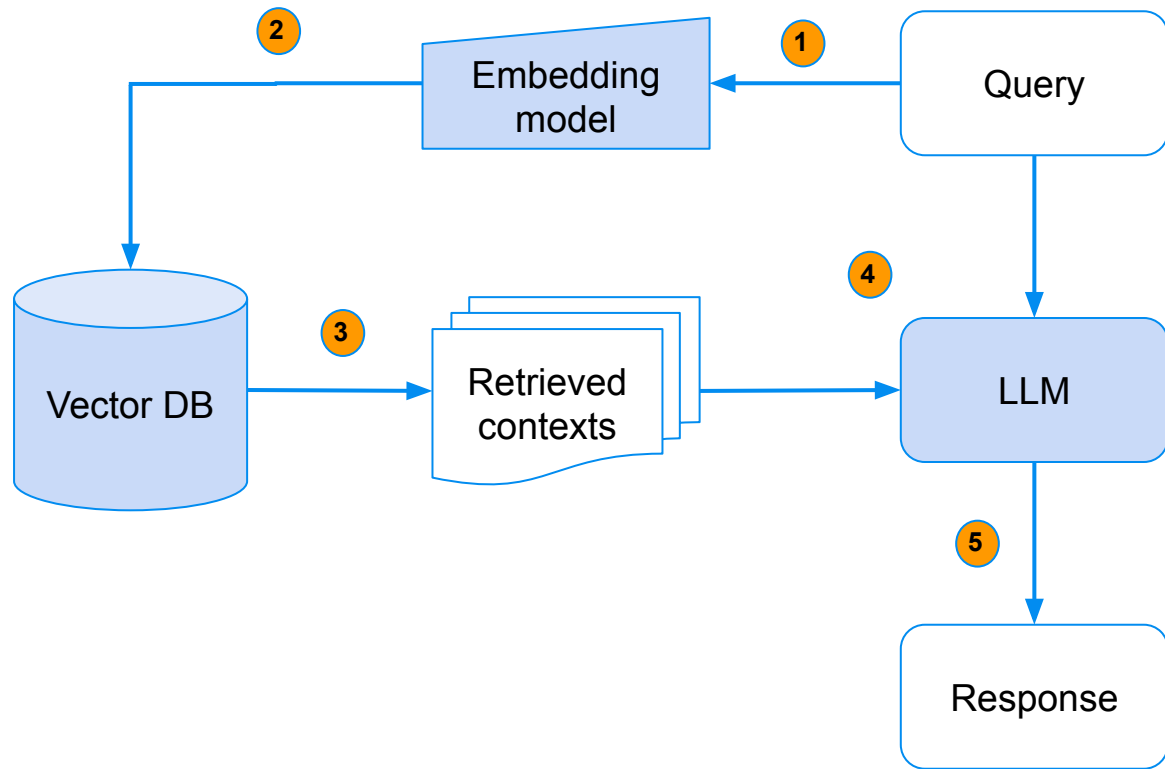 2
1
Embedding
model
Query
4
3
Vector DB
Retrieved
contexts
LLM
5
Response